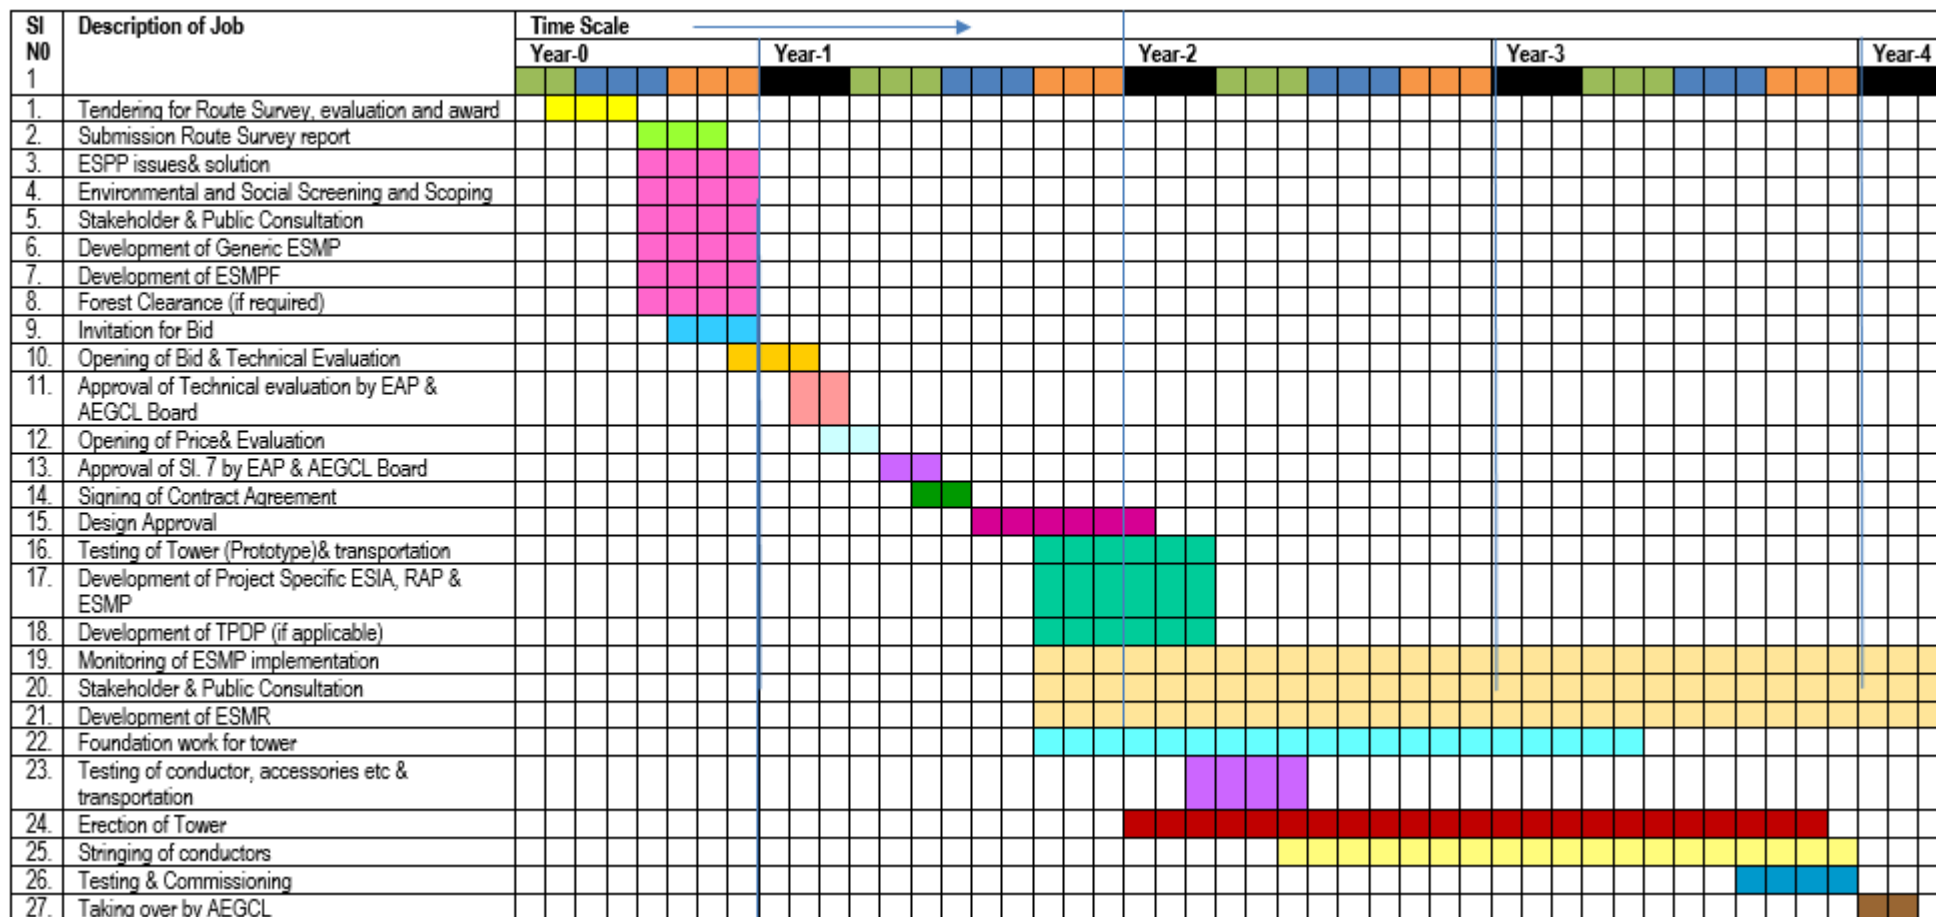 Sl Description of Job Time Scale
N0 Year-0 Year-1 Year-2 Year-3 Year-4
1
1. Tendering for Route Survey, evaluation and award
2. Submission Route Survey report
3. ESPP issues& solution
4. Environmental and Social Screening and Scoping
5. Stakeholder & Public Consultation
6. Development of Generic ESMP
7. Development of ESMPF
8. Forest Clearance (if required)
9. Invitation for Bid
10. Opening of Bid & Technical Evaluation
11. Approval of Technical evaluation by EAP &
AEGCL Board
12. Opening of Price& Evaluation
13. Approval of Sl. 7 by EAP & AEGCL Board
14. Signing of Contract Agreement
15. Design Approval
16. Testing of Tower (Prototype)& transportation
17. Development of Project Specific ESIA, RAP &
ESMP
18. Development of TPDP (if applicable)
19. Monitoring of ESMP implementation
20. Stakeholder & Public Consultation
21. Development of ESMR
22. Foundation work for tower
23. Testing of conductor, accessories etc &
transportation
24. Erection of Tower
25. Stringing of conductors
26. Testing & Commissioning
27. Taking over by AEGCL